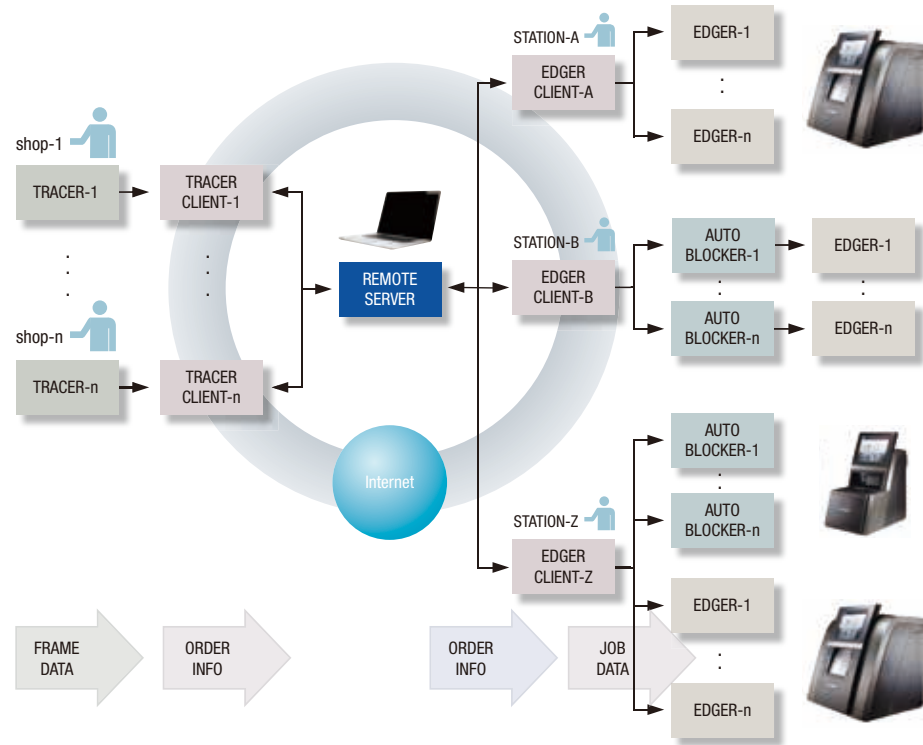 shop-1
TRACER-1
TRACER
CLIENT-1
shop-n
TRACER-n
TRACER
CLIENT-n
REMOTE
SERVER
Internet
STATION-A
EDGER
CLIENT-A
EDGER-1
EDGER-n
STATION-B
EDGER
CLIENT-B
AUTO
BLOCKER-1
EDGER-1
AUTO
BLOCKER-n
EDGER-n
STATION-Z
EDGER
CLIENT-Z
AUTO
BLOCKER-1
AUTO
BLOCKER-n
EDGER-1
EDGER-n
FRAME
DATA
ORDER
INFO
ORDER
INFO
JOB
DATA